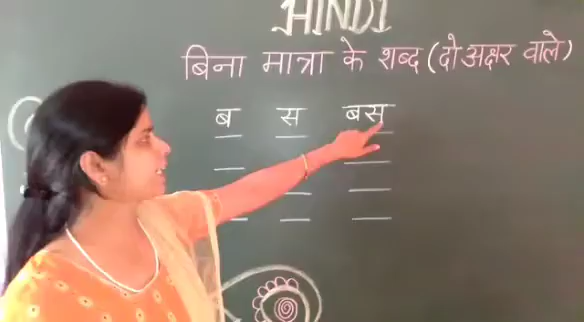 HINDI
बिना मात्रा के शब्द (दो अक्षर वाले)
ब स बस